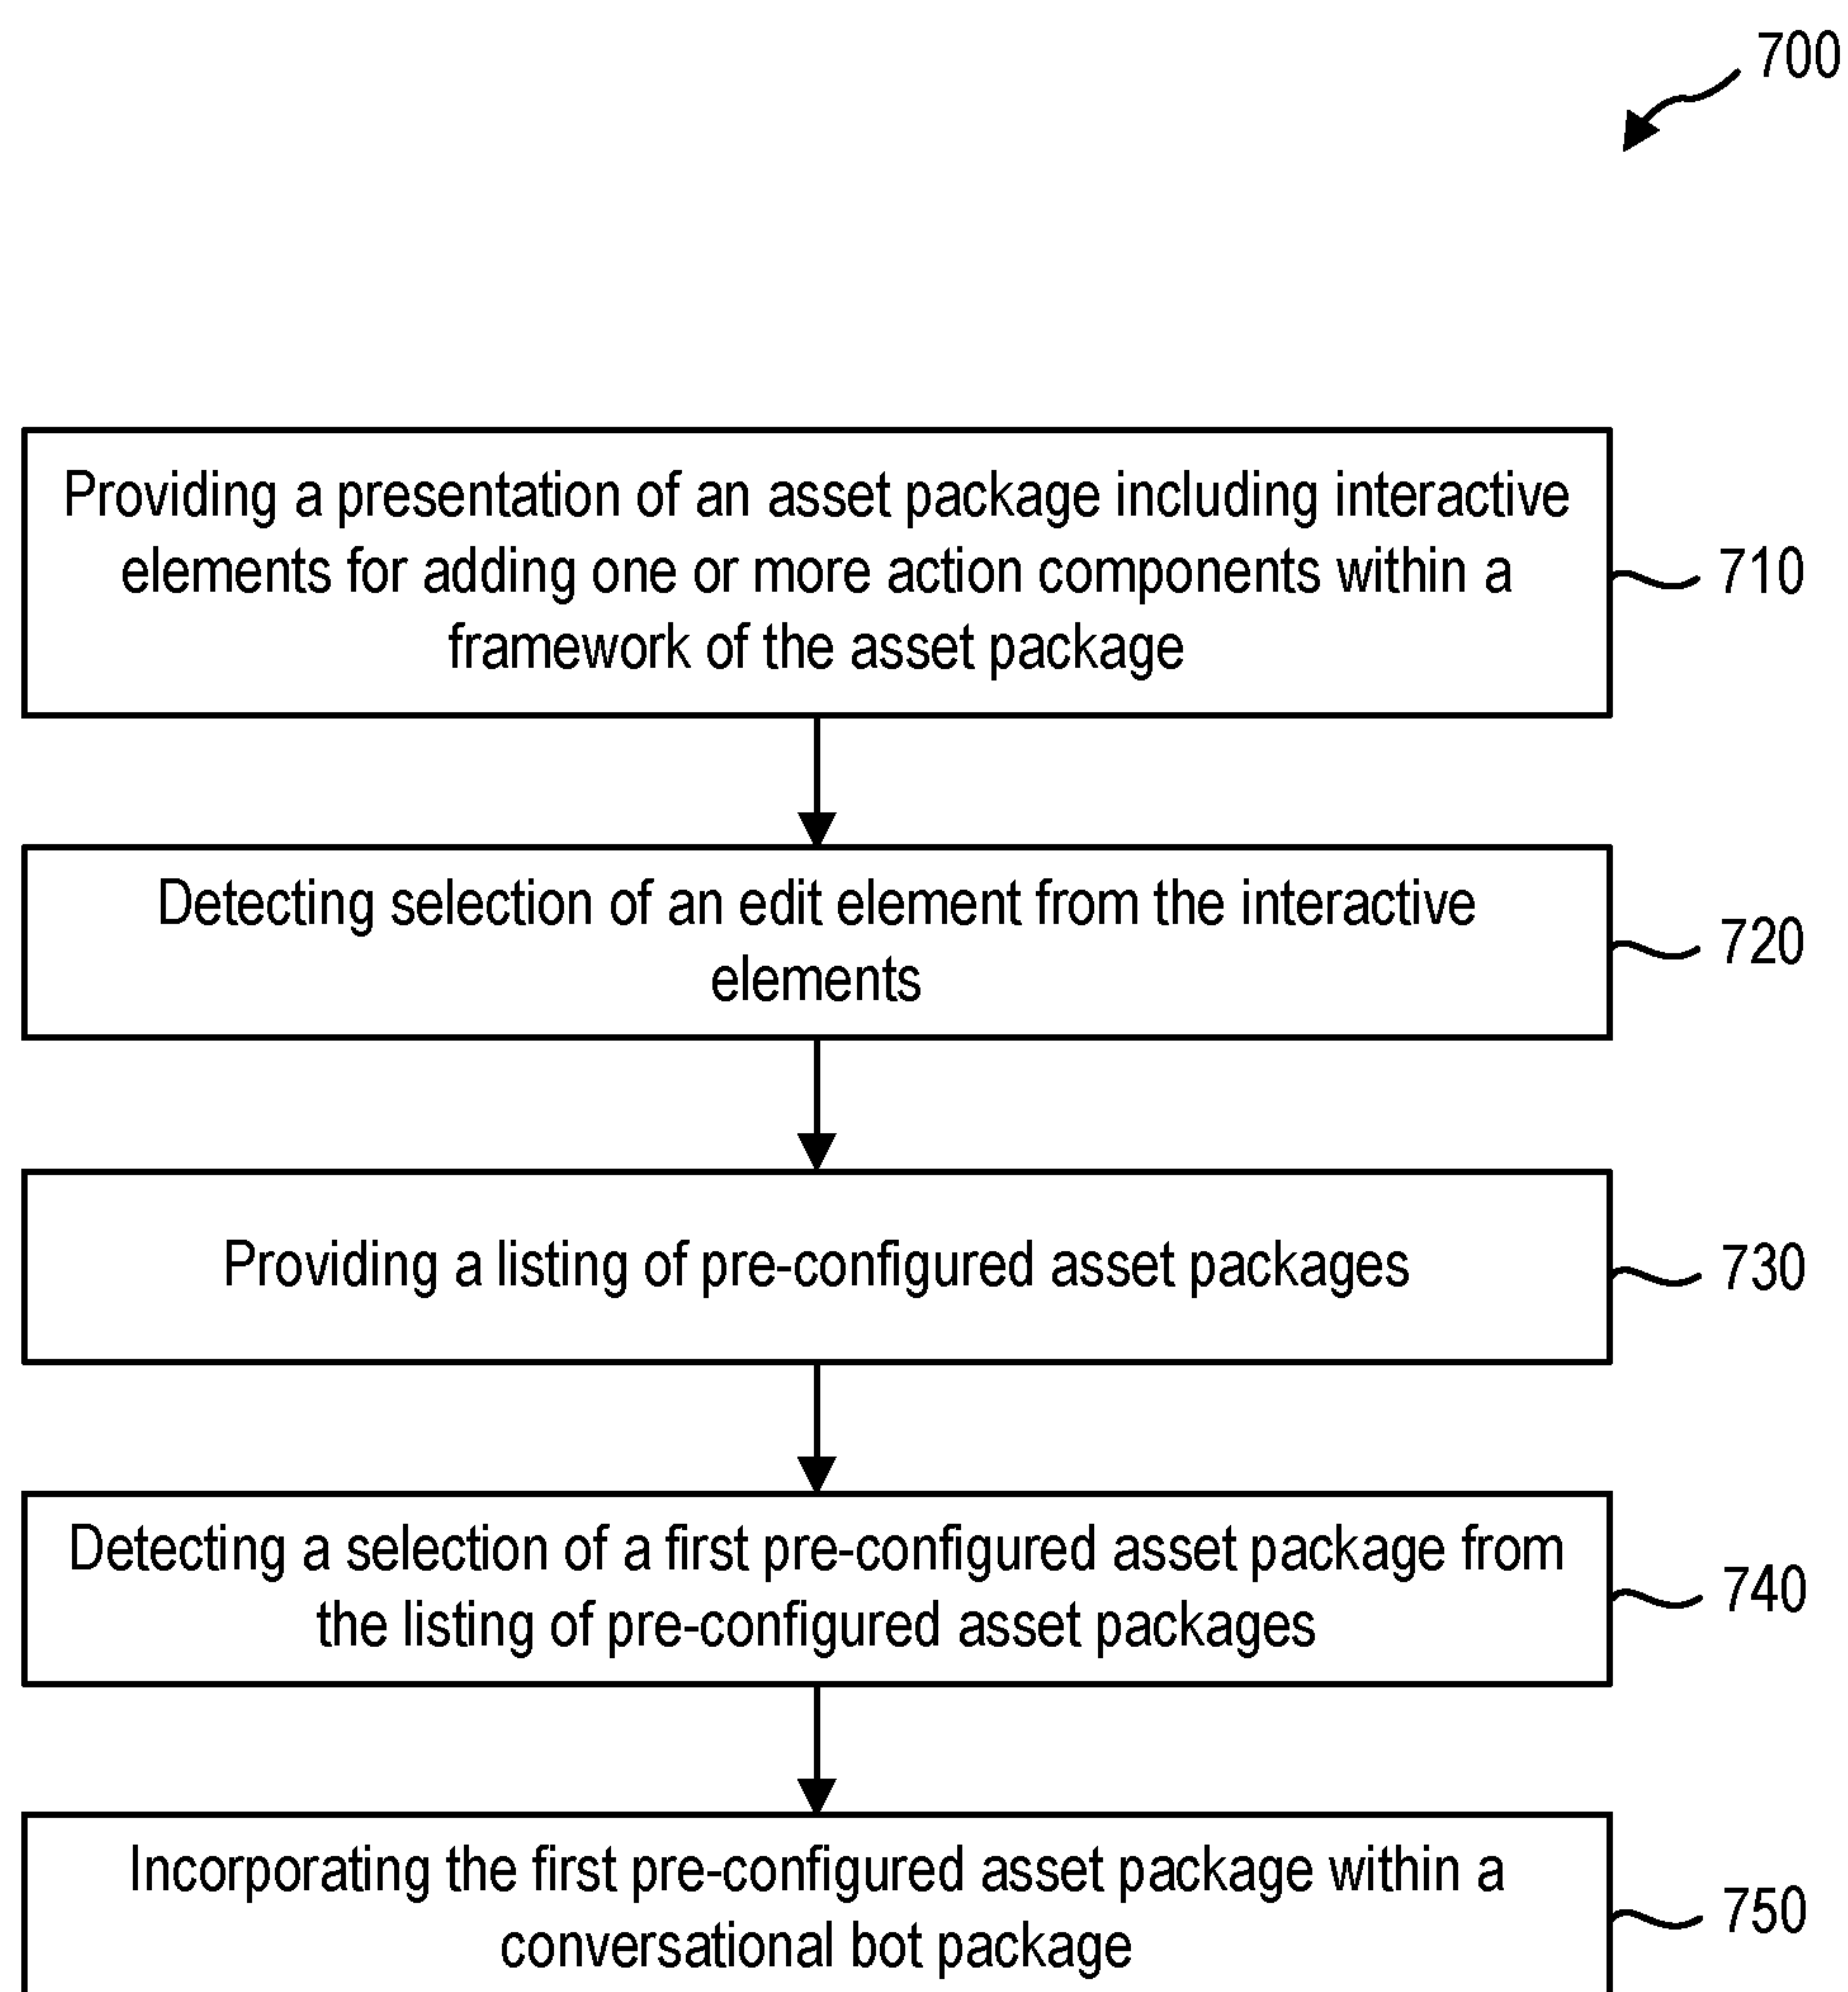 700
Providing a presentation of an asset package including interactive
elements for adding one or more action components within a
framework of the asset package
710
Detecting selection of an edit element from the interactive
elements
720
Providing a listing of pre-configured asset packages
730
Detecting a selection of a first pre-configured asset package from
the listing of pre-configured asset packages
740
Incorporating the first pre-configured asset package within a
conversational bot package
750